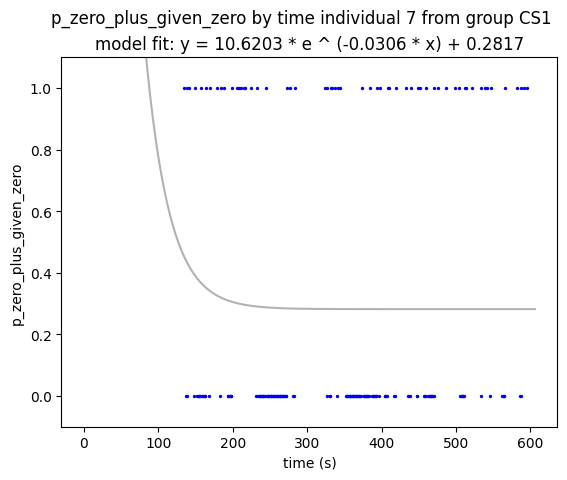 p_zero_plus_given_zero by time individual 7 from group CS1
model fit: y = 10.6203 * e ^ (-0.0306 * x) + 0.2817
1.0
0.8
0.6
0.4
0.2
0.0
p_zero_plus_given_zero
0 100 200 300 400 500 600
time (s)